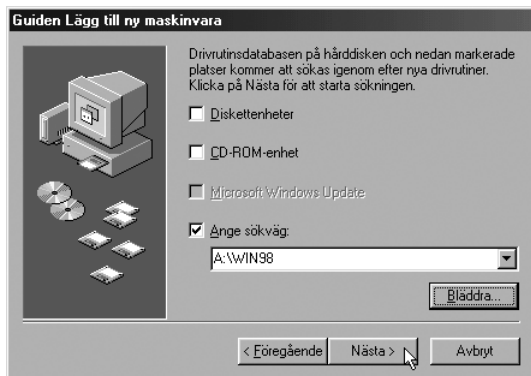 Guiden Lägg till ny maskinvara
Drivrutinsdatabasen på hårddisken och nedan markerade
platser kommer att sökas igenom efter nya drivrutiner.
Klicka på Nästa för att starta sökningen.
Diskettenheter
CD-ROM-enhet
Microsoft Windows Update
Ange sökväg:
A:\WIN98
Bläddra...
< Föregående
Nästa >
Avbryt